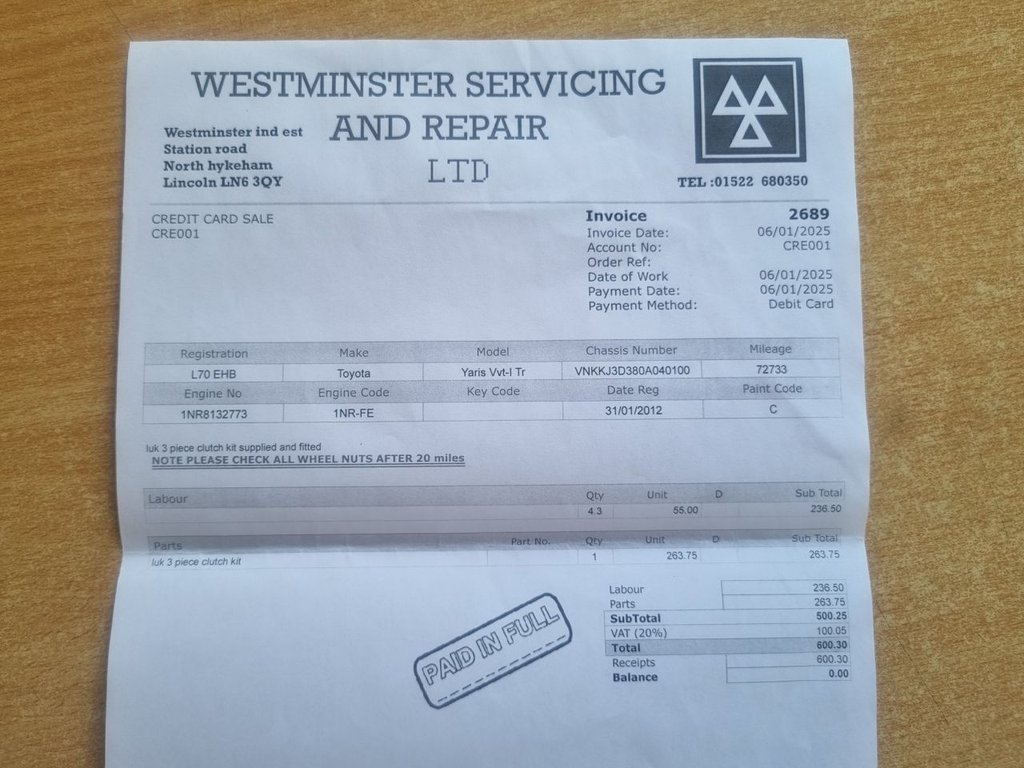 WESTMINSTER SERVICING
AND REPAIR
LTD
Westminster ind est
Station road
North hykeham
Lincoln LN6 3QY
TEL :01522 680350
CREDIT CARD SALE
CRE001
Invoice 2689
Invoice Date: 06/01/2025
Account No: CRE001
Order Ref:
Date of Work 06/01/2025
Payment Date: 06/01/2025
Payment Method: Debit Card
Registration Make Model Chassis Number Mileage
L70 EHB Toyota Yaris Vvt-I Tr VNKKJ3D380A040100 72733
Engine No Engine Code Key Code Date Reg Paint Code
1NR8132773 1NR-FE 31/01/2012 C
luk 3 piece clutch kit supplied and fitted
NOTE PLEASE CHECK ALL WHEEL NUTS AFTER 20 miles
Labour Qty Unit D Sub Total
4.3 55.00 236.50
Parts Part No. Qty Unit D Sub Total
luk 3 piece clutch kit 1 263.75 263.75
Labour 236.50
Parts 263.75
SubTotal 500.25
VAT (20%) 100.05
Total 600.30
Receipts 600.30
Balance 0.00
PAID IN FULL